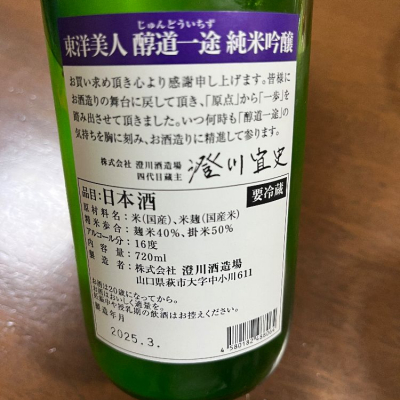 じゅんどういちず
東洋美人 醇道一途 純米吟醸
お買い求め頂き心より感謝申し上げます。皆様に
お酒造りの舞台に戻して頂き、「原点」から「一歩」を
踏み出させて頂きました。いつ何時も「醇道一途」の
気持ちを胸に刻み、お酒造りに精進して参ります。
株式会社 澄川酒造場
四代目蔵主 澄川宜史
品目:日本酒
要冷蔵
原材料名:米(国産)、米麹(国産米)
精米歩合:麹米40%、掛米50%
アルコール分:16度
内容量:720ml
製造者:株式会社 澄川酒造場
山口県萩市大字中小川611
お酒は20歳になってから。
お酒はおいしく適量を。
妊娠中や授乳期の飲酒はお控えください。
製造年月
2025.3.